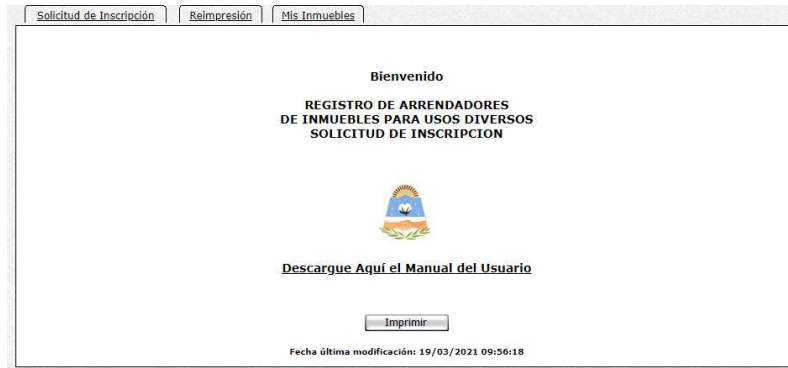 Solicitud de Inscripción
Reimpresión
Mis Inmuebles
Bienvenido
REGISTRO DE ARRENDADORES
DE INMUEBLES PARA USOS DIVERSOS
SOLICITUD DE INSCRIPCION
Descargue Aquí el Manual del Usuario
Imprimir
Fecha última modificación: 19/03/2021 09:56:18